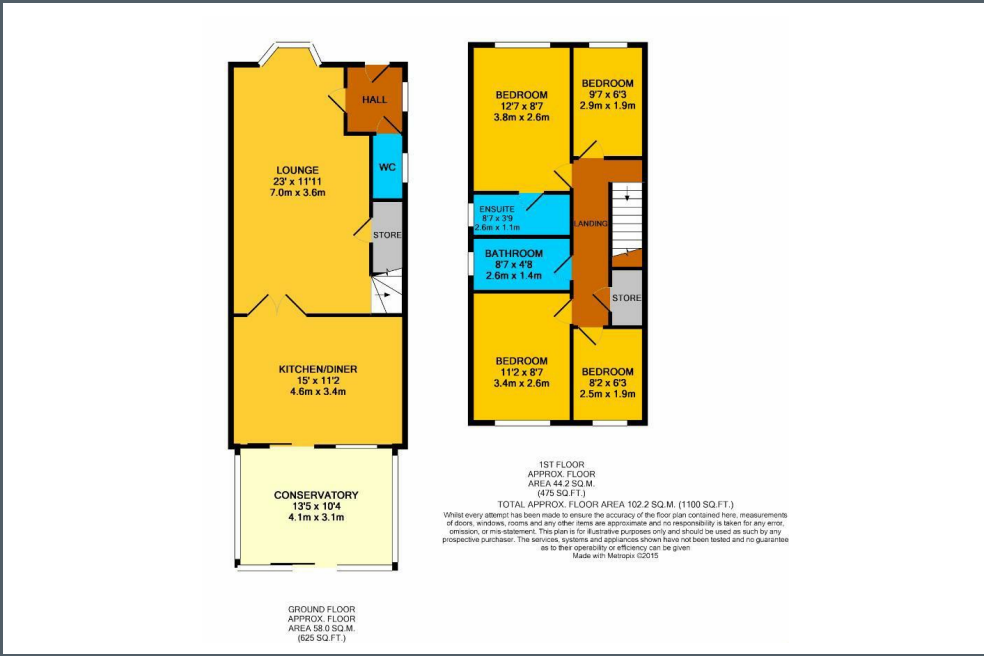 HALL
WC
LOUNGE
23' x 11'11
7.0m x 3.6m
STORE
KITCHEN/DINER
15' x 11'2
4.6m x 3.4m
CONSERVATORY
13'5 x 10'4
4.1m x 3.1m
GROUND FLOOR
APPROX. FLOOR
AREA 58.0 SQ.M.
(625 SQ.FT.)
BEDROOM
12'7 x 8'7
3.8m x 2.6m
BEDROOM
9'7 x 6'3
2.9m x 1.9m
ENSUITE
8'7 x 3'9
2.6m x 1.1m
LANDING
BATHROOM
8'7 x 4'8
2.6m x 1.4m
STORE
BEDROOM
11'2 x 8'7
3.4m x 2.6m
BEDROOM
8'2 x 6'3
2.5m x 1.9m
1ST FLOOR
APPROX. FLOOR
AREA 44.2 SQ.M.
(475 SQ.FT.)
TOTAL APPROX. FLOOR AREA 102.2 SQ.M. (1100 SQ.FT.)
Whilst every attempt has been made to ensure the accuracy of the floor plan contained here, measurements
of doors, windows, rooms and any other items are approximate and no responsibility is taken for any error,
omission, or mis-statement. This plan is for illustrative purposes only and should be used as such by any
prospective purchaser. The services, systems and appliances shown have not been tested and no guarantee
as to their operability or efficiency can be given
Made with Metropix ©2015